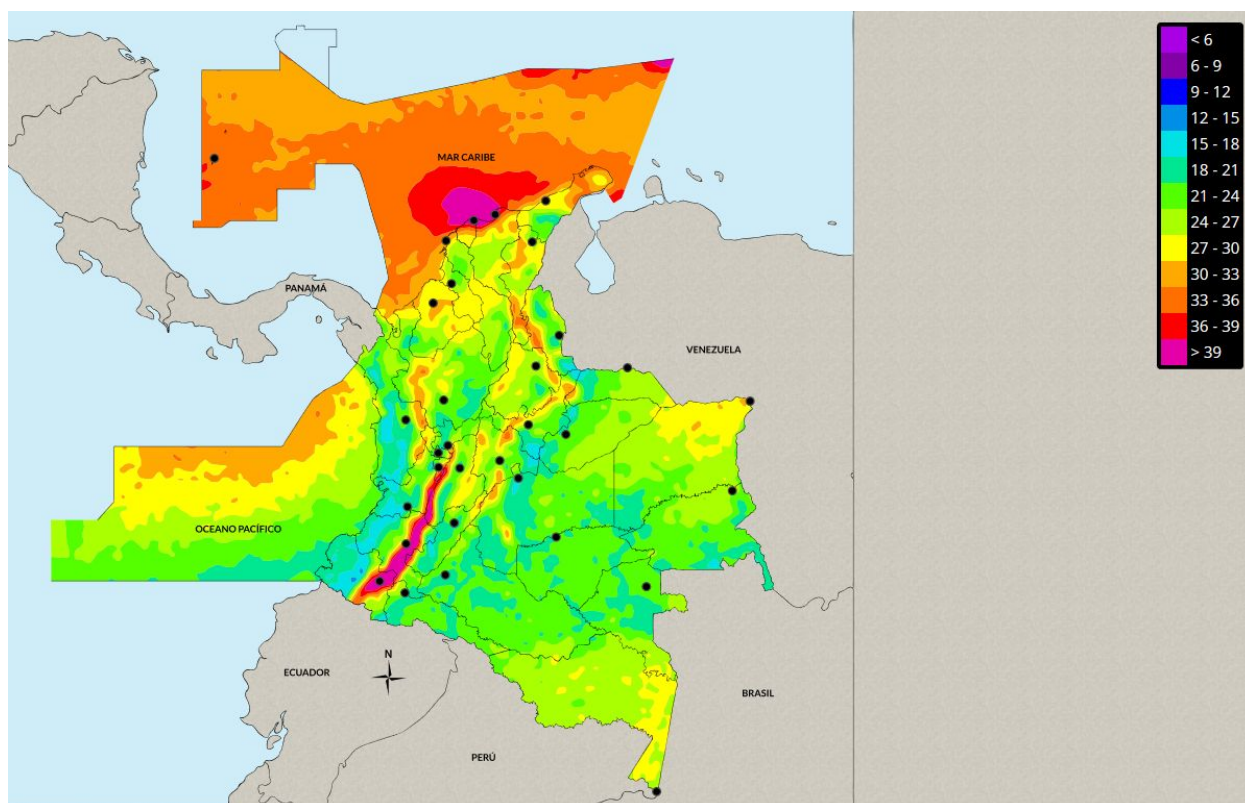 < 6
6 - 9
9 - 12
12 - 15
15 - 18
18 - 21
21 - 24
24 - 27
27 - 30
30 - 33
33 - 36
36 - 39
> 39
MAR CARIBE
PANAMÁ
VENEZUELA
OCEANO PACÍFICO
N
ECUADOR
BRASIL
PERÚ